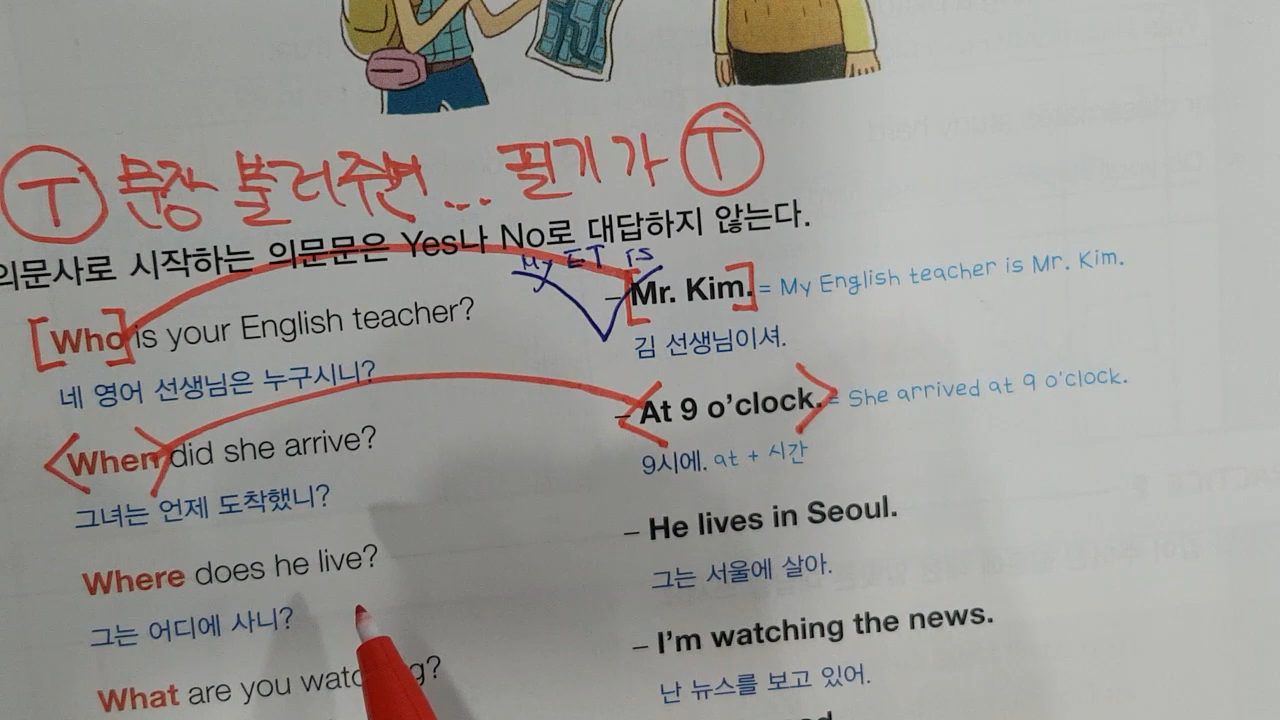 Ⓣ 문장 불러주면... 필기가 Ⓣ
의문사로 시작하는 의문문은 Yes나 No로 대답하지 않는다.
My ET is
[Who] is your English teacher? – [Mr. Kim.] = My English teacher is Mr. Kim.
네 영어 선생님은 누구시니? 김 선생님이셔.
<When> did she arrive? – <At 9 o'clock.> = She arrived at 9 o'clock.
그녀는 언제 도착했니? 9시에. at + 시간
Where does he live? – He lives in Seoul.
그는 어디에 사니? 그는 서울에 살아.
What are you – I'm watching the news.
난 뉴스를 보고 있어.